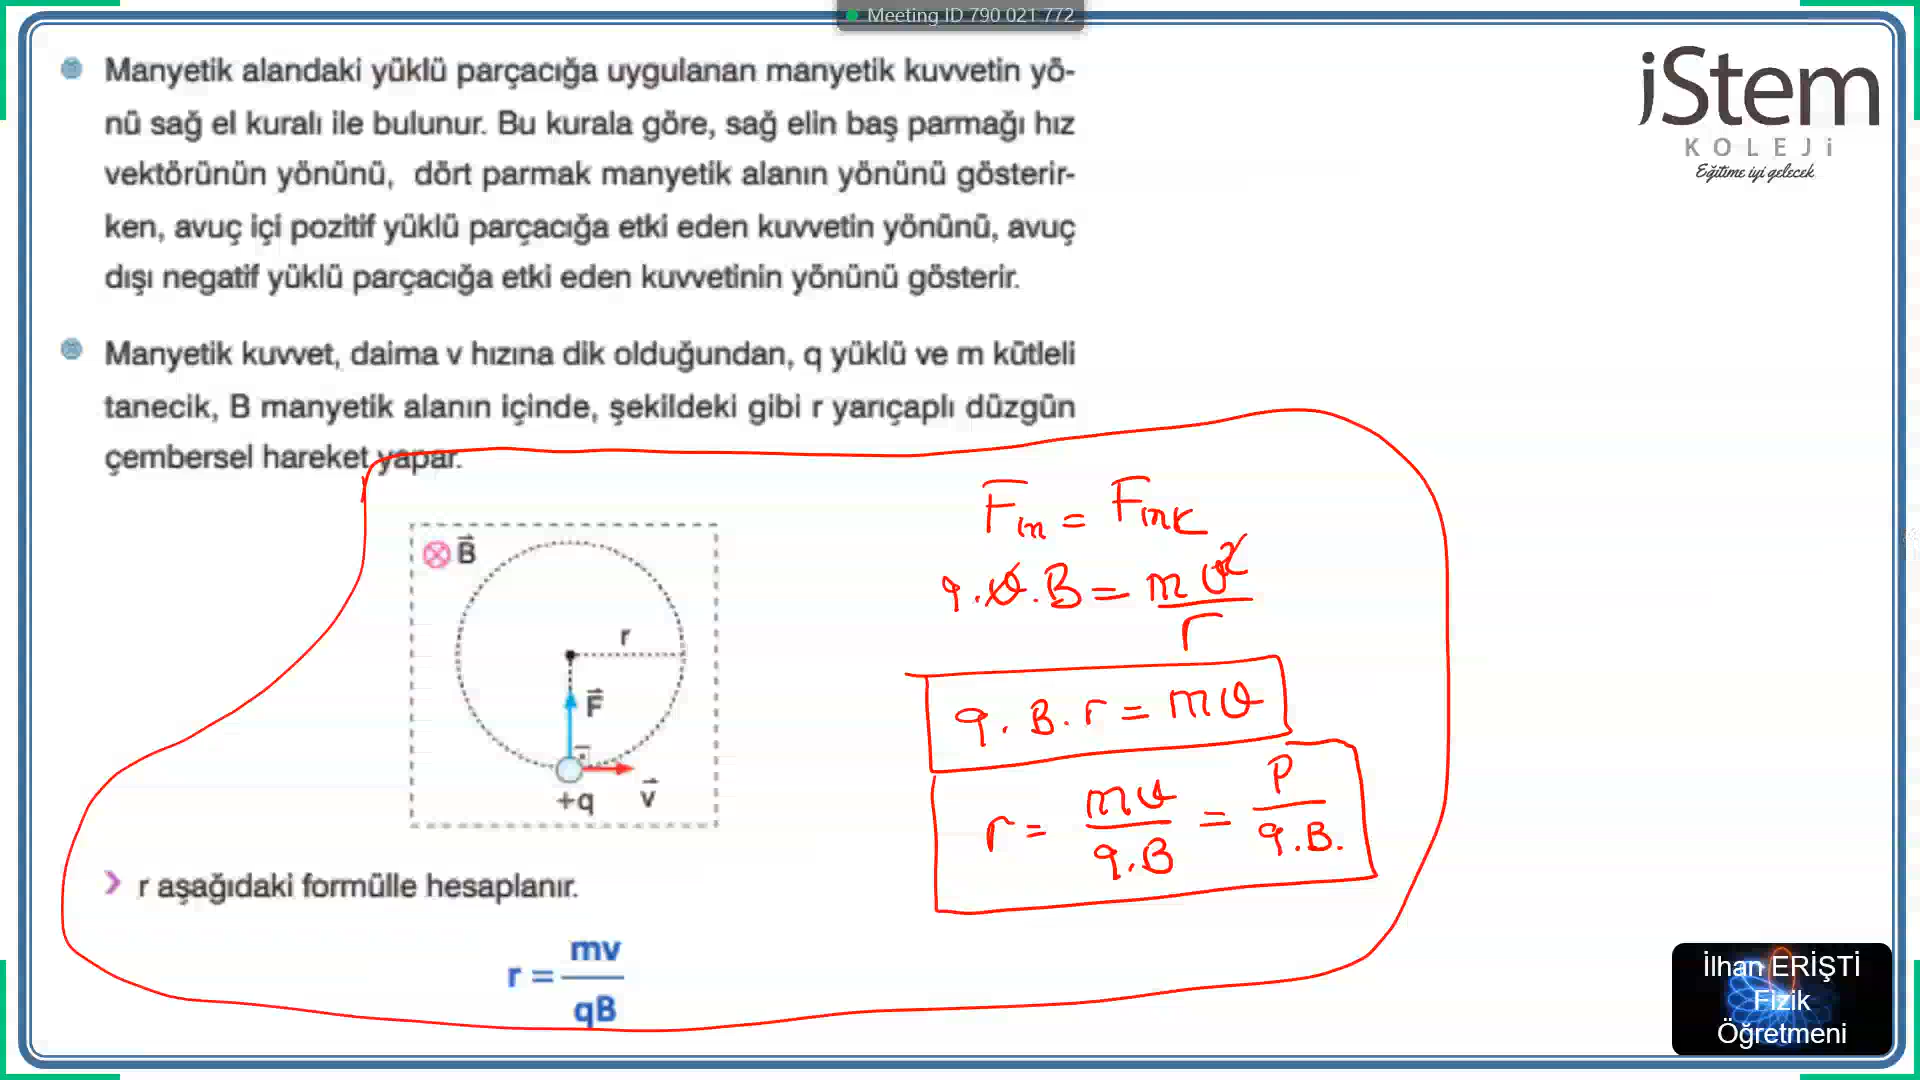 Meeting ID 790 021 772
Manyetik alandaki yüklü parçacığa uygulanan manyetik kuvvetin yö-
nü sağ el kuralı ile bulunur. Bu kurala göre, sağ elin baş parmağı hız
vektörünün yönünü, dört parmak manyetik alanın yönünü gösterir-
ken, avuç içi pozitif yüklü parçacığa etki eden kuvvetin yönünü, avuç
dışı negatif yüklü parçacığa etki eden kuvvetinin yönünü gösterir.
Manyetik kuvvet, daima v hızına dik olduğundan, q yüklü ve m kütleli
tanecik, B manyetik alanın içinde, şekildeki gibi r yarıçaplı düzgün
çembersel hareket yapar.
jStem
KOLEJi
Eğitime iyi gelecek
B
r
F
+q v
r aşağıdaki formülle hesaplanır.
r = mv / qB
Fm = Fmk
q.v.B = mv² / r
q.B.r = mv
r = mv / q.B = P / q.B.
İlhan ERİŞTİ
Fizik
Öğretmeni